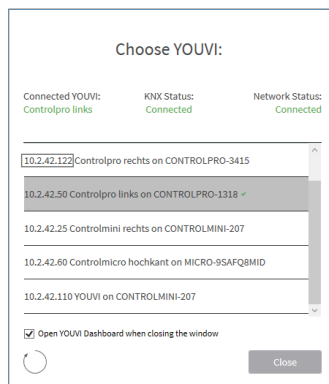 Choose YOUVI:
Connected YOUVI: KNX Status: Network Status:
Controlpro links Connected Connected
10.2.42.122 Controlpro rechts on CONTROLPRO-3415
10.2.42.50 Controlpro links on CONTROLPRO-1318
10.2.42.25 Controlmini rechts on CONTROLMINI-207
10.2.42.60 Controlmicro hochkant on MICRO-9SAFQ8MID
10.2.42.110 YOUVI on CONTROLMINI-207
Open YOUVI Dashboard when closing the window
Close